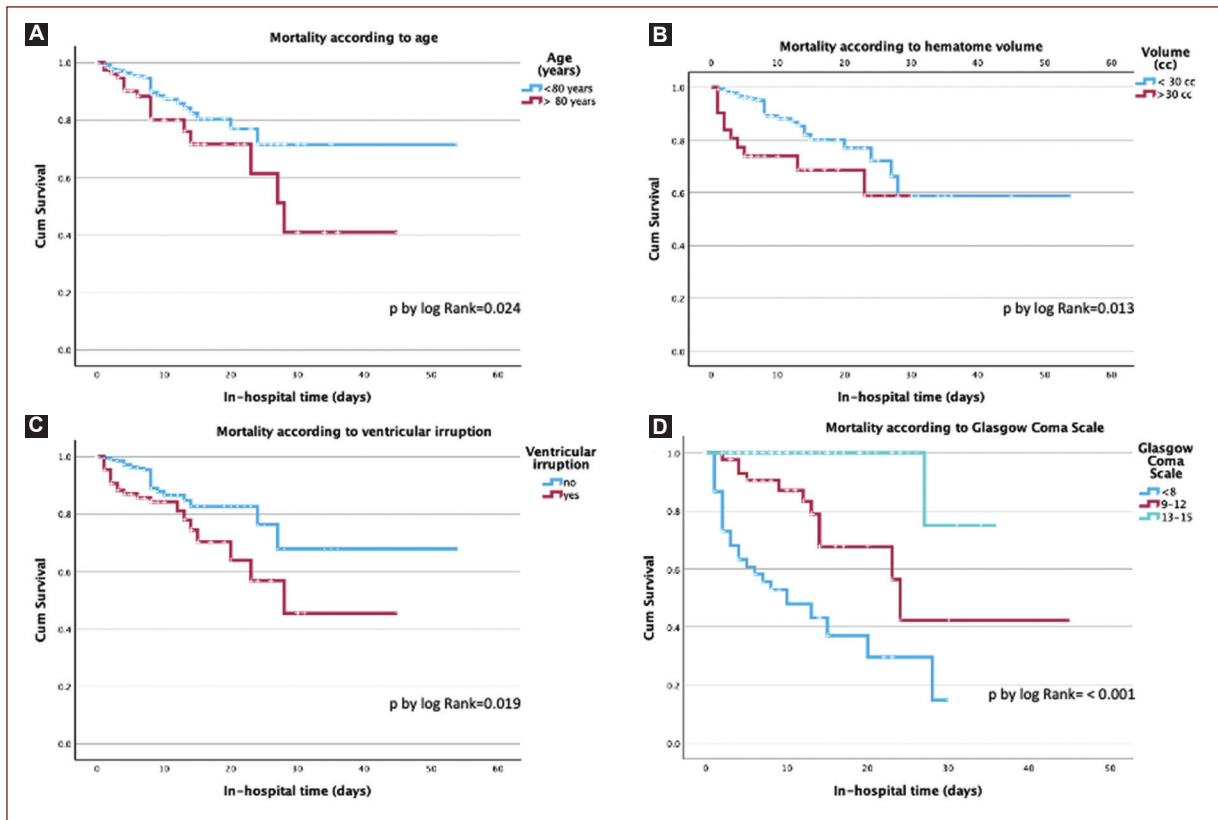 A
Mortality according to age
Age
(years)
<80 years
> 80 years
1.0
0.8
0.6
0.4
0.2
0.0
Cum Survival
p by log Rank=0.024
0 10 20 30 40 50 60
In-hospital time (days)
B
Mortality according to hematome volume
0 10 20 30 40 50 60
Volume
(cc)
< 30 cc
>30 cc
1.0
0.8
0.6
0.4
0.2
0.0
Cum Survival
p by log Rank=0.013
0 10 20 30 40 50 60
In-hospital time (days)
C
Mortality according to ventricular irruption
Ventricular
irruption
no
yes
1.0
0.8
0.6
0.4
0.2
0.0
Cum Survival
p by log Rank=0.019
0 10 20 30 40 50 60
In-hospital time (days)
D
Mortality according to Glasgow Coma Scale
Glasgow
Coma
Scale
<8
9-12
13-15
1.0
0.8
0.6
0.4
0.2
0.0
Cum Survival
p by log Rank= < 0.001
0 10 20 30 40 50
In-hospital time (days)